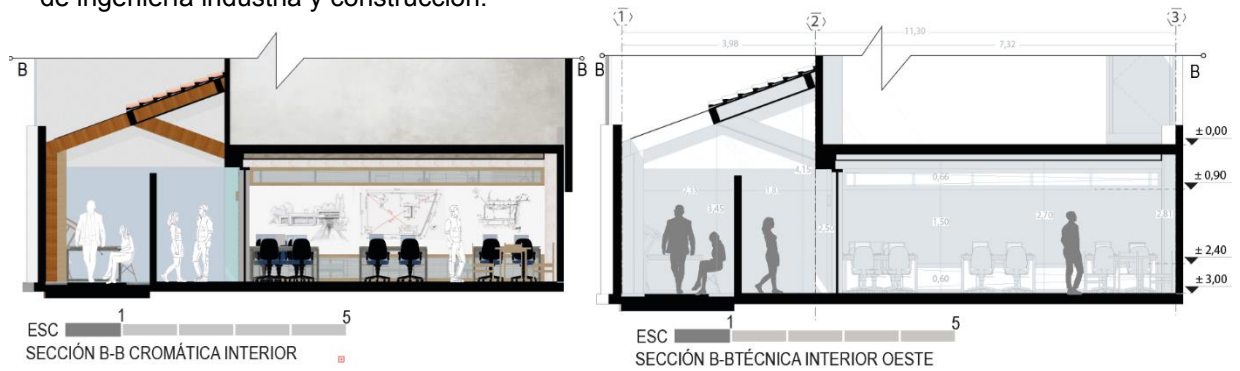 de ingeniería industria y construcción.
B
B
1
5
ESC
SECCIÓN B-B CROMÁTICA INTERIOR
1
2
3
11,30
3,98
7,32
B
B
± 0,00
± 0,90
± 2,40
± 3,00
4,15
2,33
1,8
0,66
3,45
2,50
1,50
2,70
2,81
0,60
1
5
ESC
SECCIÓN B-BTÉCNICA INTERIOR OESTE